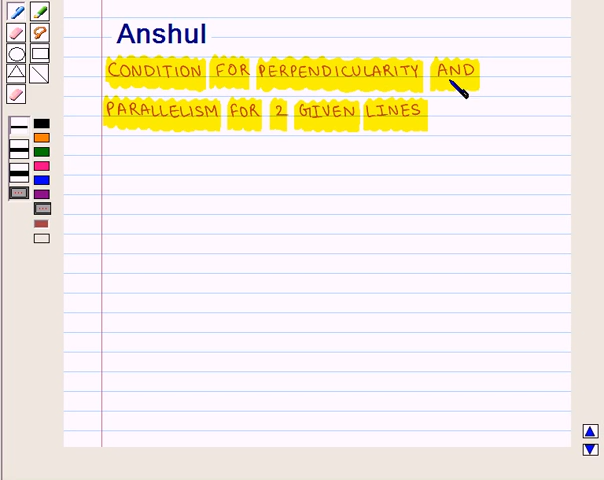 Anshul
CONDITION FOR PERPENDICULARITY AND
PARALLELISM FOR 2 GIVEN LINES